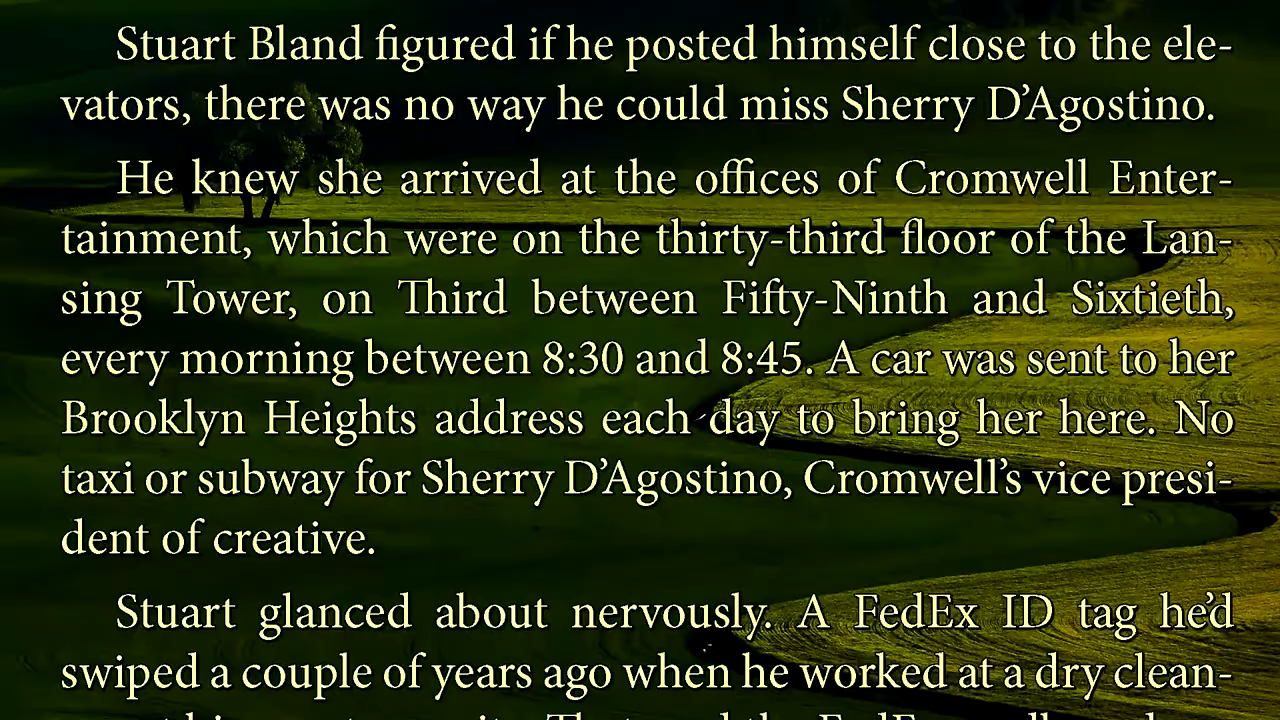 Stuart Bland figured if he posted himself close to the ele-
vators, there was no way he could miss Sherry D’Agostino.
He knew she arrived at the offices of Cromwell Enter-
tainment, which were on the thirty-third floor of the Lan-
sing Tower, on Third between Fifty-Ninth and Sixtieth,
every morning between 8:30 and 8:45. A car was sent to her
Brooklyn Heights address each day to bring her here. No
taxi or subway for Sherry D’Agostino, Cromwell’s vice presi-
dent of creative.
Stuart glanced about nervously. A FedEx ID tag he’d
swiped a couple of years ago when he worked at a dry clean-